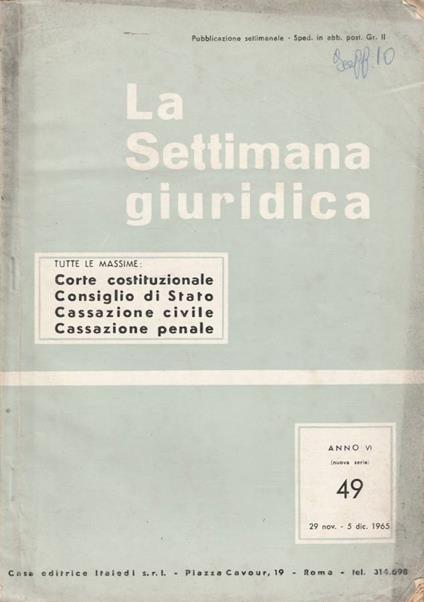 Pubblicazione settimanale - Sped. in abb. post. Gr. II
Scaff. 10
La
Settimana
giuridica
TUTTE LE MASSIME:
Corte costituzionale
Consiglio di Stato
Cassazione civile
Cassazione penale
ANNO VI
(nuova serie)
49
29 nov. - 5 dic. 1965
Casa editrice Italedi s.r.l. - Piazza Cavour, 19 - Roma - tel. 314.698